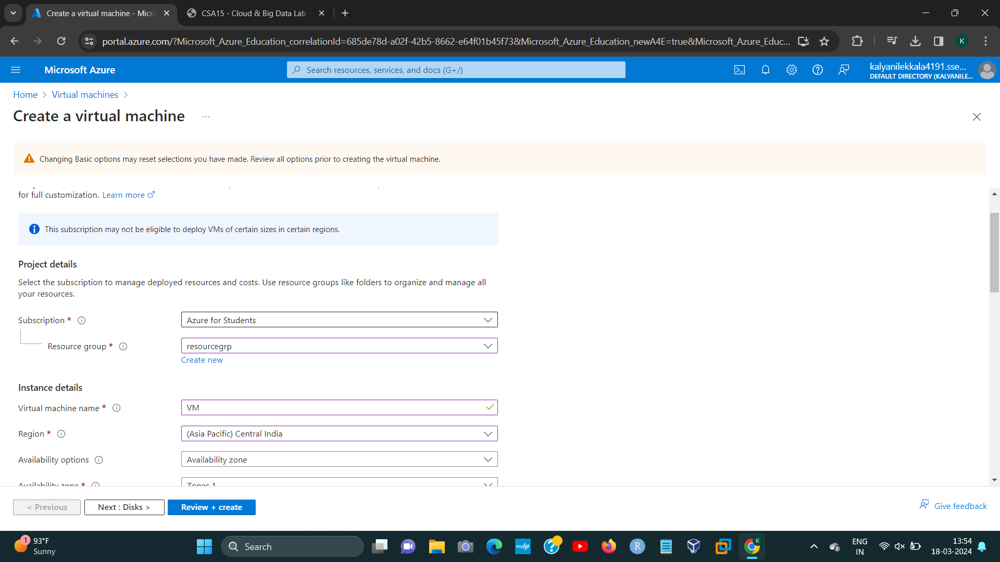 Create a virtual machine - Micr
CSA15 - Cloud & Big Data Lab
portal.azure.com/?Microsoft_Azure_Education_correlationId=685de78d-a02f-42b5-8662-e64f01b45f73&Microsoft_Azure_Education_newA4E=true&Microsoft_Azure_Educ...
K
Microsoft Azure
Search resources, services, and docs (G+/)
kalyanilekkala4191.sse...
DEFAULT DIRECTORY (KALYANILE...
Home > Virtual machines >
Create a virtual machine ...
Changing Basic options may reset selections you have made. Review all options prior to creating the virtual machine.
for full customization. Learn more
This subscription may not be eligible to deploy VMs of certain sizes in certain regions.
Project details
Select the subscription to manage deployed resources and costs. Use resource groups like folders to organize and manage all
your resources.
Subscription * Azure for Students
Resource group * resourcegrp
Create new
Instance details
Virtual machine name * VM
Region * (Asia Pacific) Central India
Availability options Availability zone
Availability zone * Zones 1
< Previous
Next : Disks >
Review + create
Give feedback
1
93°F
Sunny
Search
myhp
R
K
ENG
IN
13:54
18-03-2024